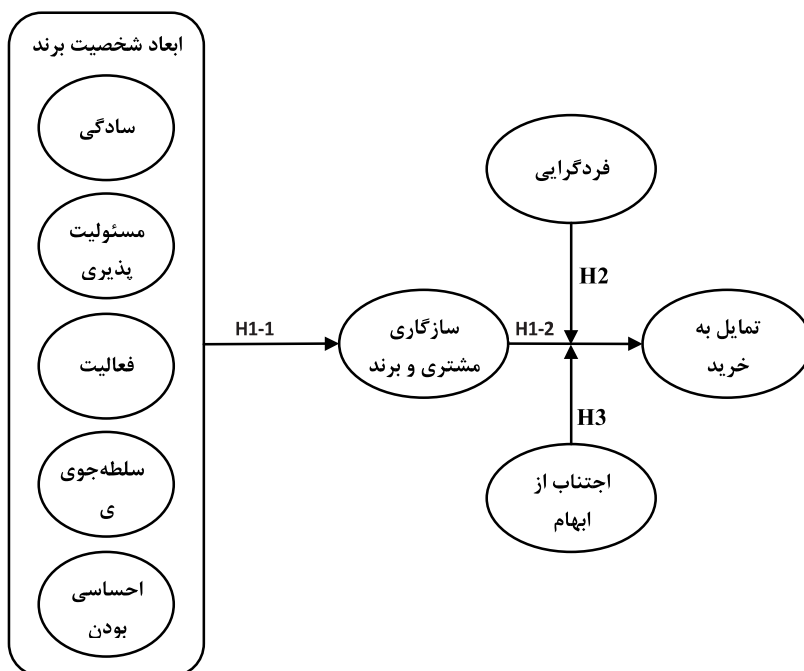 ابعاد شخصیت برند
سادگی
مسئولیت
پذیری
فعالیت
سلطه‌جوی
ی
احساسی
بودن
H1-1
سازگاری
مشتری و برند
H1-2
فردگرایی
H2
H3
اجتناب از
ابهام
تمایل به
خرید